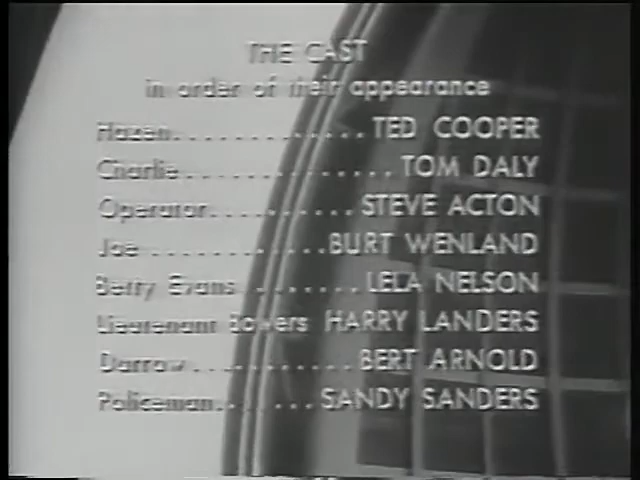 THE CAST
in order of their appearance
Hazen.............TED COOPER
Charlie...............TOM DALY
Operator..........STEVE ACTON
Joe............BURT WENLAND
Betty Evans........LELA NELSON
Lieutenant Bowers HARRY LANDERS
Darrow............BERT ARNOLD
Policeman.......SANDY SANDERS